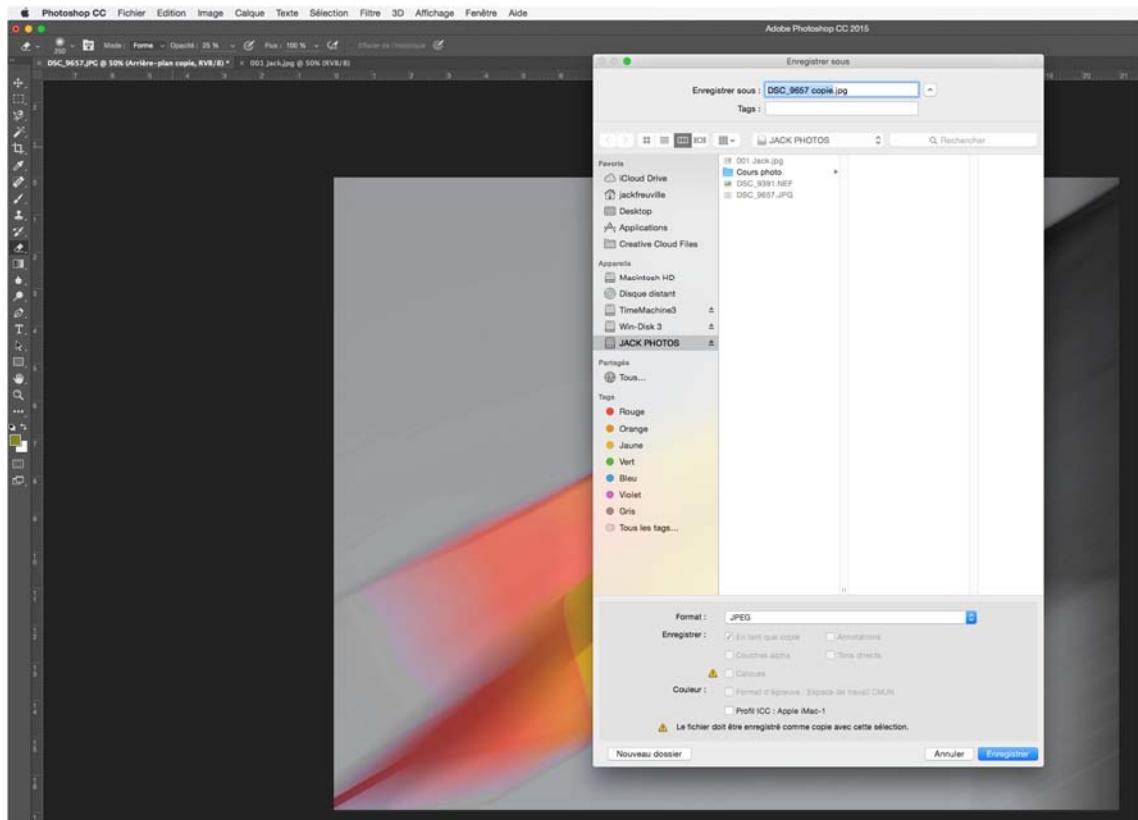 Photoshop CC Fichier Edition Image Calque Texte Sélection Filtre 3D Affichage Fenêtre Aide
Adobe Photoshop CC 2015
250 Mode : Forme Opacité : 25 % Flux : 100 % Effacer de l'historique
× DSC_9657.JPG @ 50% (Arrière-plan copie, RVB/8) * × 001 Jack.jpg @ 50% (RVB/8)
Enregistrer sous
Enregistrer sous : DSC_9657 copie.jpg
Tags :
JACK PHOTOS
Rechercher
Favoris
iCloud Drive
jackfreuville
Desktop
Applications
Creative Cloud Files
Appareils
Macintosh HD
Disque distant
TimeMachine3
Win-Disk 3
JACK PHOTOS
Partagés
Tous...
Tags
Rouge
Orange
Jaune
Vert
Bleu
Violet
Gris
Tous les tags...
001 Jack.jpg
Cours photo
DSC_9391.NEF
DSC_9657.JPG
Format : JPEG
Enregistrer : En tant que copie Annotations
Couches alpha Tons directs
Calques
Couleur : Format d'épreuve : Espace de travail CMJN
Profil ICC : Apple iMac-1
Le fichier doit être enregistré comme copie avec cette sélection.
Nouveau dossier Annuler Enregistrer